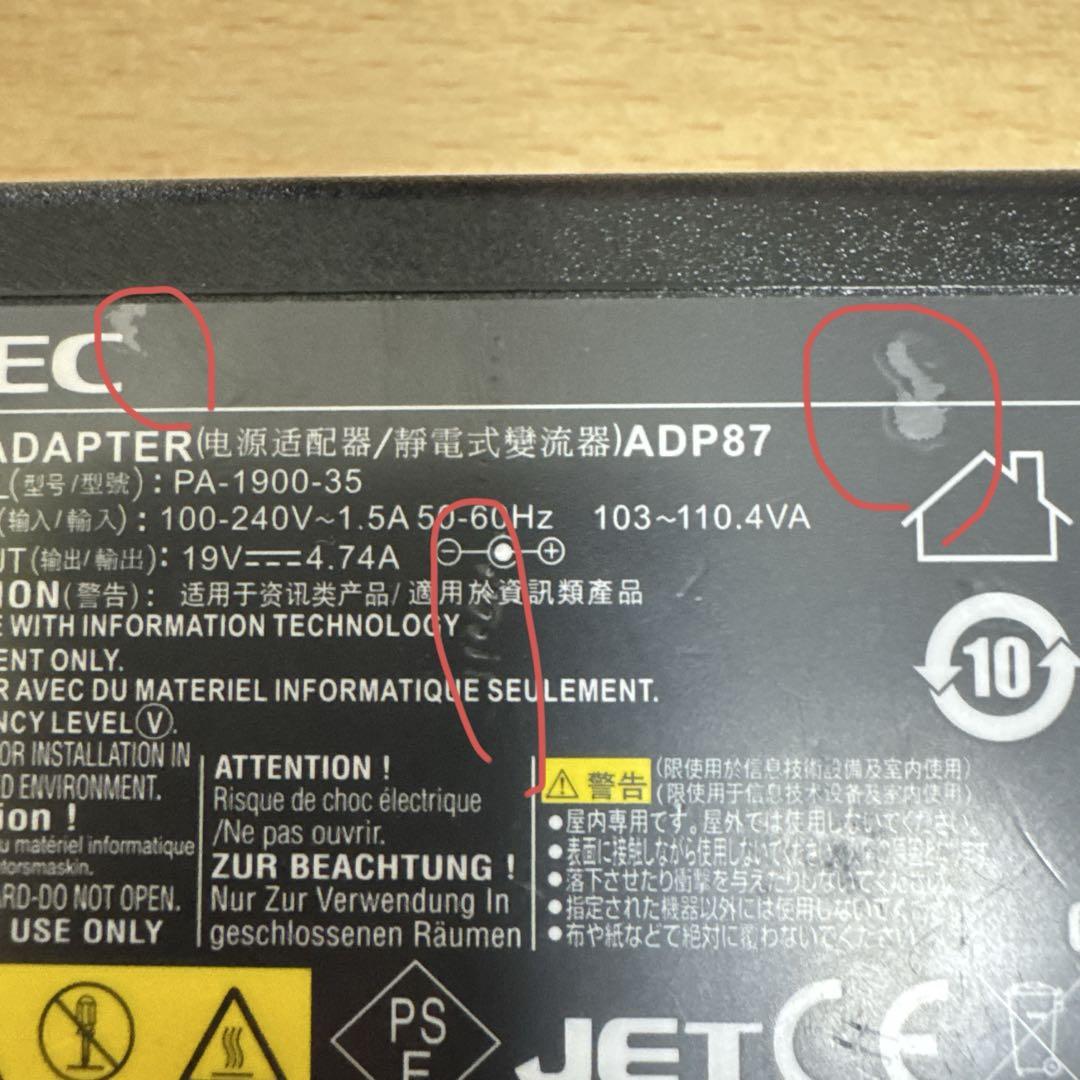 EC
ADAPTER(电源适配器/靜電式變流器)ADP87
(型号/型號): PA-1900-35
(输入/輸入): 100-240V~1.5A 50-60Hz 103~110.4VA
UT(输出/輸出): 19V 4.74A
ION(警告): 适用于资讯类产品/ 適用於資訊類產品
E WITH INFORMATION TECHNOLOGY
ENT ONLY.
R AVEC DU MATERIEL INFORMATIQUE SEULEMENT.
NCY LEVEL V.
OR INSTALLATION IN
D ENVIRONMENT.
ion !
u matériel informatique
torsmaskin.
ARD-DO NOT OPEN.
USE ONLY
ATTENTION !
Risque de choc électrique
/Ne pas ouvrir.
ZUR BEACHTUNG !
Nur Zur Verwendung In
geschlossenen Räumen
警告 (限使用於信息技術設備及室内使用)
(限使用于信息技术设备及室内使用)
●屋内専用です。屋外では使用しないでください。
●表面に接触しながら使用しないでください。
●落下させたり衝撃を与えたりしないでください。
●指定された機器以外には使用しないでください
●布や紙などで絶対に覆わないでください
10
PS
E
JET
CE